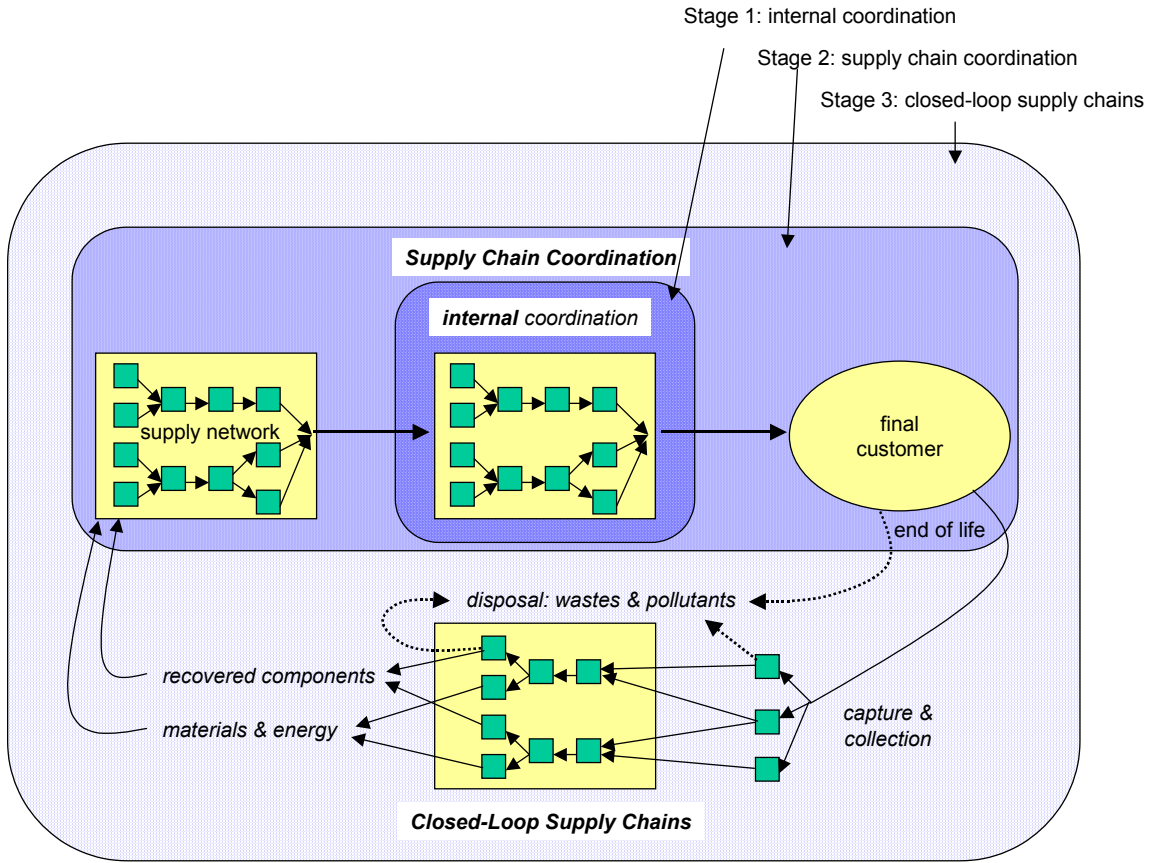 Stage 1: internal coordination
Stage 2: supply chain coordination
Stage 3: closed-loop supply chains
Supply Chain Coordination
internal coordination
supply network
final
customer
end of life
disposal: wastes & pollutants
recovered components
materials & energy
capture &
collection
Closed-Loop Supply Chains